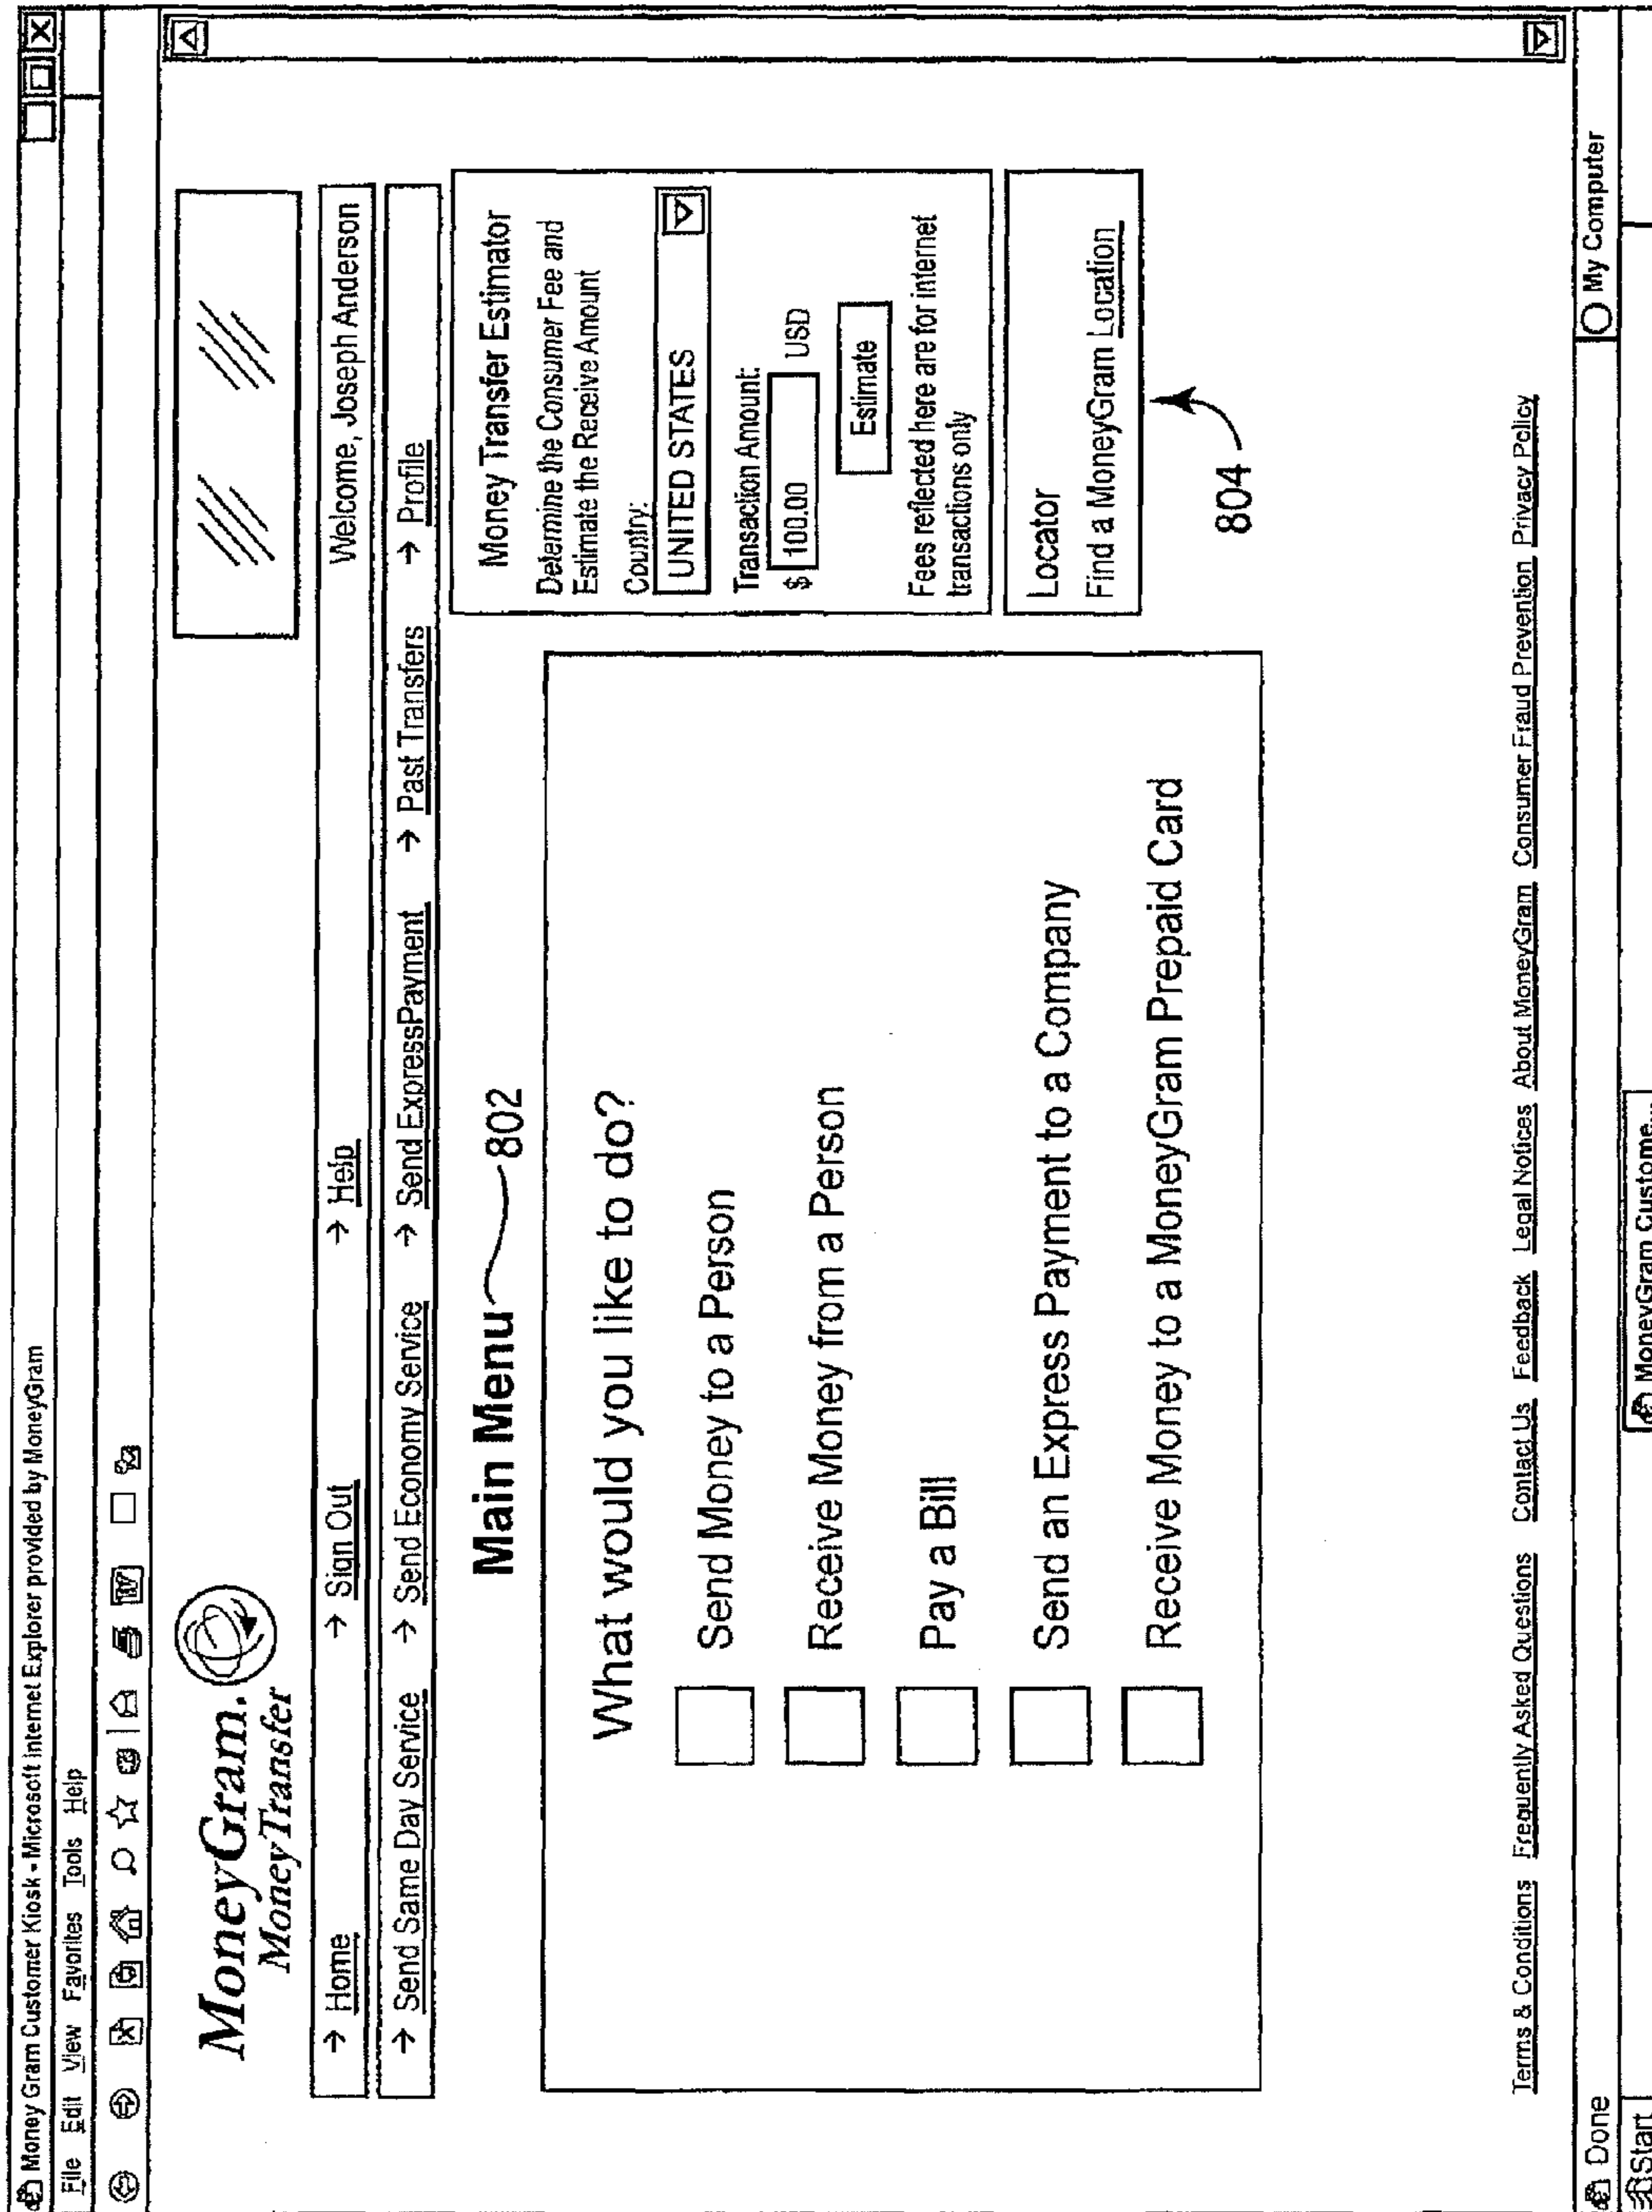 Money Gram Customer Kiosk - Microsoft Internet Explorer provided by MoneyGram
File Edit View Favorites Tools Help
W
MoneyGram.
MoneyTransfer
→ Home → Sign Out → Help Welcome, Joseph Anderson
→ Send Same Day Service → Send Economy Service → Send ExpressPayment → Past Transfers → Profile
Main Menu 802
What would you like to do?
Send Money to a Person
Receive Money from a Person
Pay a Bill
Send an Express Payment to a Company
Receive Money to a MoneyGram Prepaid Card
Money Transfer Estimator
Determine the Consumer Fee and
Estimate the Receive Amount
Country:
UNITED STATES
Transaction Amount:
$ 100.00 USD
Estimate
Fees reflected here are for internet
transactions only
Locator
Find a MoneyGram Location
804
Terms & Conditions Frequently Asked Questions Contact Us Feedback Legal Notices About MoneyGram Consumer Fraud Prevention Privacy Policy
Done My Computer
Start MoneyGram Custome...